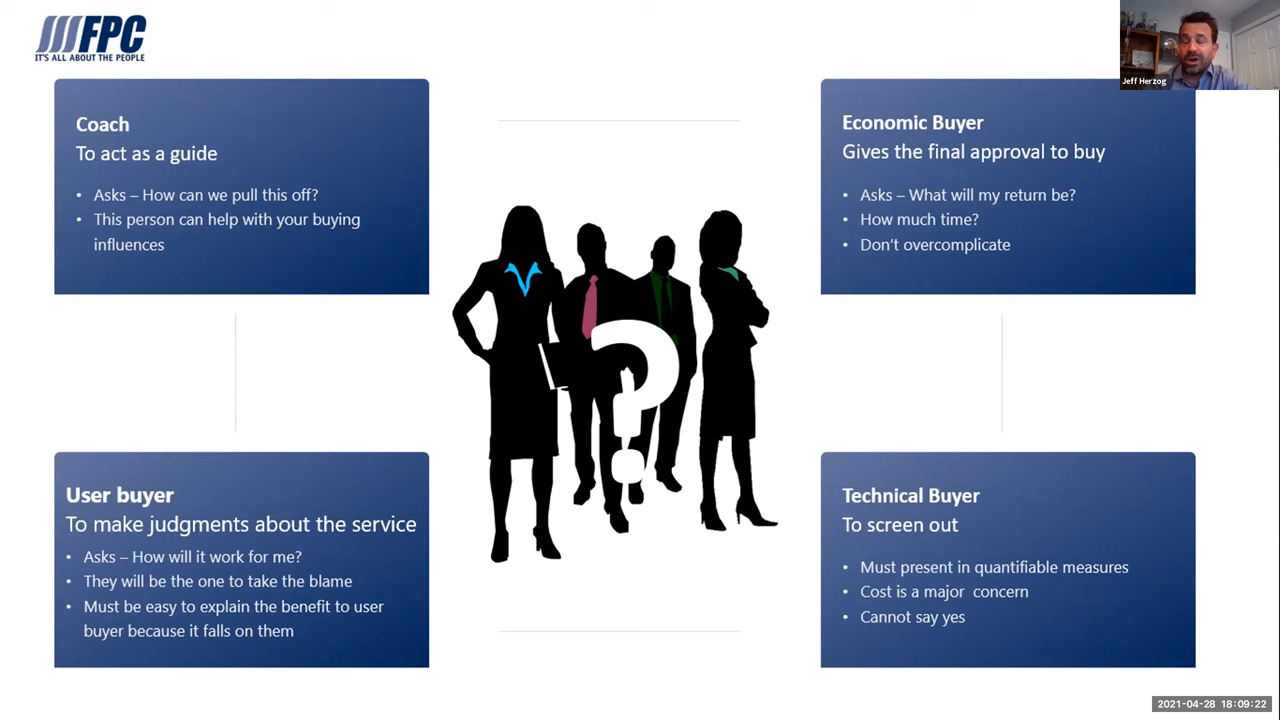 FPC
IT'S ALL ABOUT THE PEOPLE
Jeff Herzog
Coach
To act as a guide
• Asks – How can we pull this off?
• This person can help with your buying
influences
Economic Buyer
Gives the final approval to buy
• Asks – What will my return be?
• How much time?
• Don't overcomplicate
?
User buyer
To make judgments about the service
• Asks – How will it work for me?
• They will be the one to take the blame
• Must be easy to explain the benefit to user
buyer because it falls on them
Technical Buyer
To screen out
• Must present in quantifiable measures
• Cost is a major  concern
• Cannot say yes
2021-04-28 18:09:22